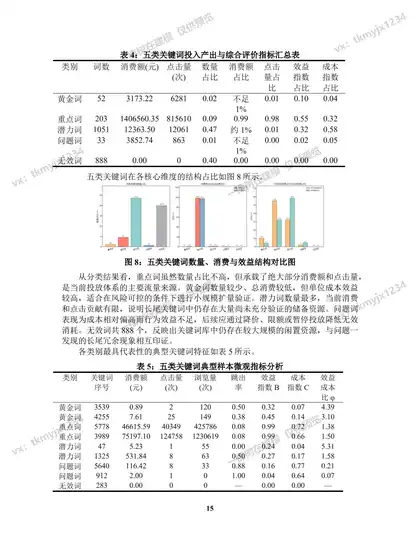 表 4：五类关键词投入产出与综合评价指标汇总表
类别 词数 消费额(元) 点击量(次) 数量占比 消费额占比 点击量占比 效益指数占比 成本指数占比
黄金词 52 3173.22 6281 0.02 不足1% 0.01 0.10 0.04
重点词 203 1406560.35 815610 0.09 0.99 0.98 0.55 0.32
潜力词 1051 12363.50 12061 0.47 约 1% 0.01 0.32 0.58
问题词 33 3852.74 863 0.01 不足1% 0.00 0.02 0.05
无效词 888 0.00 0 0.40 0.00 0.00 0.00 0.00
五类关键词在各核心维度的结构占比如图 8 所示。
图 8：五类关键词数量、消费与效益结构对比图
从分类结果看，重点词虽然数量占比不高，但承载了绝大部分消费额和点击量，
是当前投放体系的主要流量来源。黄金词数量较少、总消费较低，但单位成本效益
较高，适合在风险可控的条件下进行小规模扩量验证。潜力词数量最多，当前消费
和点击贡献有限，说明长尾关键词中仍存在大量尚未充分验证的储备资源。问题词
表现为成本相对偏高而行为效益不足，后续应通过降价、限额或暂停投放降低无效
消耗。无效词共 888 个，反映出关键词库中仍存在较大规模的闲置资源，与问题一
发现的长尾冗余现象相互印证。
各类别最具代表性的典型关键词特征如表 5 所示。
表 5：五类关键词典型样本微观指标分析
类别 关键词序号 消费额(元) 点击量(次) 浏览量(次) 跳出率 效益指数 B 成本指数 C 效益成本比 φ
黄金词 3539 0.89 2 120 0.50 0.32 0.07 4.39
黄金词 4255 7.61 25 149 0.38 0.45 0.14 3.10
重点词 5778 46615.59 40349 425786 0.08 0.99 0.72 1.38
重点词 3989 75197.10 124758 1230619 0.08 0.99 0.66 1.50
潜力词 47 5.23 1 55 0.00 0.24 0.04 5.31
潜力词 1325 531.84 8 63 0.50 0.27 0.17 1.58
问题词 5640 116.42 8 33 0.88 0.16 0.77 0.21
问题词 912 2.00 1 0 1.00 0.04 0.64 0.07
无效词 283 0.00 0 0 — 0.00 0.00 —
15
vx: tkmyjx1234